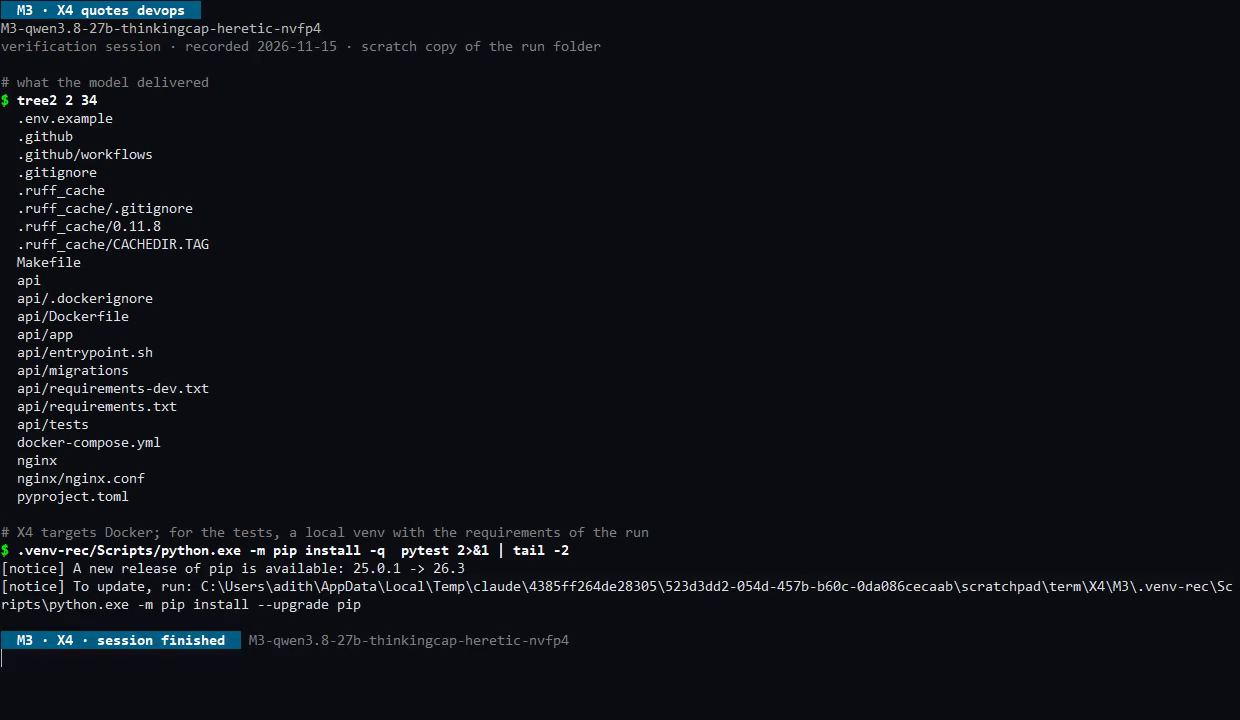 M3 · X4 quotes devops
M3-qwen3.8-27b-thinkingcap-heretic-nvfp4
verification session · recorded 2026-11-15 · scratch copy of the run folder
# what the model delivered
$ tree2 2 34
.env.example
.github
.github/workflows
.gitignore
.ruff_cache
.ruff_cache/.gitignore
.ruff_cache/0.11.8
.ruff_cache/CACHEDIR.TAG
Makefile
api
api/.dockerignore
api/Dockerfile
api/app
api/entrypoint.sh
api/migrations
api/requirements-dev.txt
api/requirements.txt
api/tests
docker-compose.yml
nginx
nginx/nginx.conf
pyproject.toml
# X4 targets Docker; for the tests, a local venv with the requirements of the run
$ .venv-rec/Scripts/python.exe -m pip install -q  pytest 2>&1 | tail -2
[notice] A new release of pip is available: 25.0.1 -> 26.3
[notice] To update, run: C:\Users\adith\AppData\Local\Temp\claude\4385ff264de28305\523d3dd2-054d-457b-b60c-0da086cecaab\scratchpad\term\X4\M3\.venv-rec\Sc
ripts\python.exe -m pip install --upgrade pip
M3 · X4 · session finished M3-qwen3.8-27b-thinkingcap-heretic-nvfp4